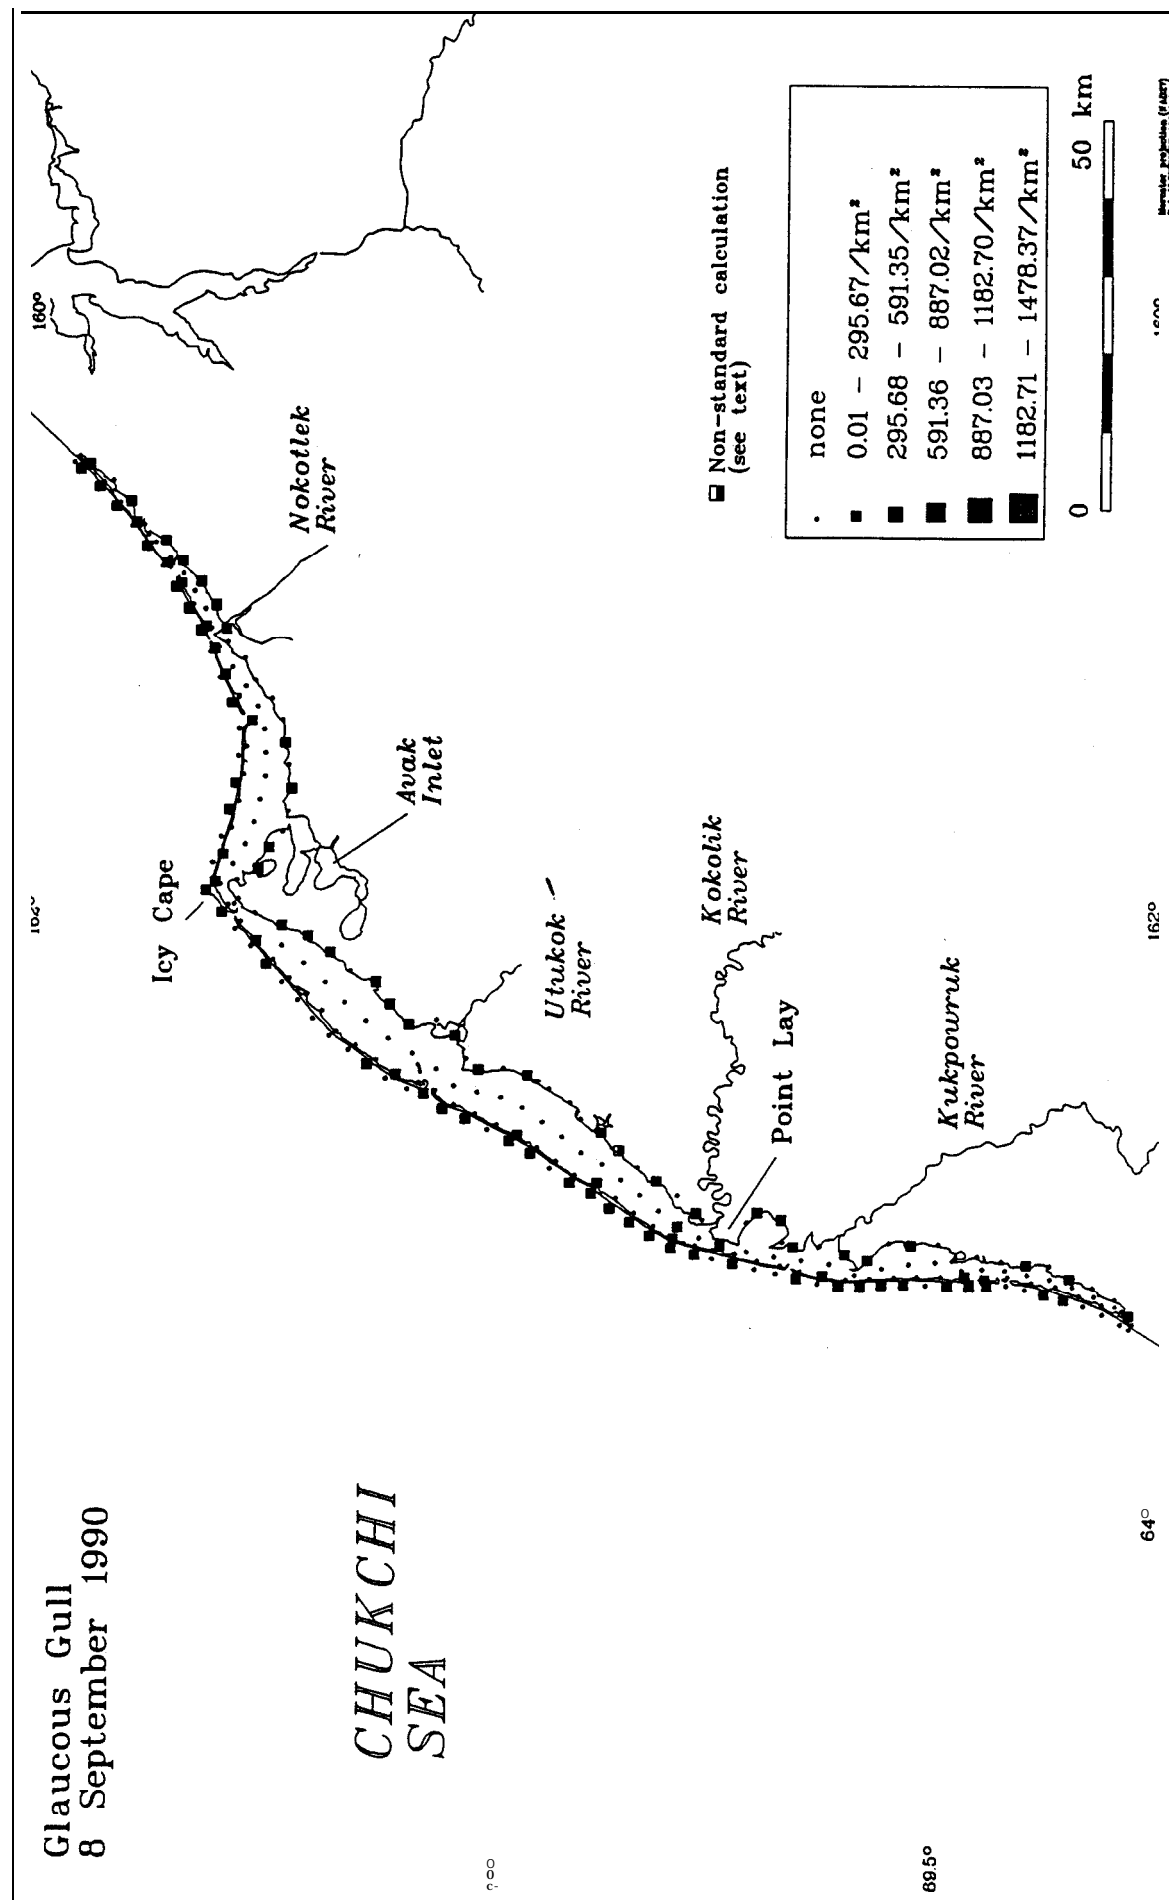 Glaucous Gull
8 September 1990
CHUKCHI
SEA
Icy Cape
Nokotlek
River
Avak
Inlet
Utukok
River
Kokolik
River
Point Lay
Kukpowruk
River
Non-standard calculation
(see text)
none
0.01 - 295.67/km²
295.68 - 591.35/km²
591.36 - 887.02/km²
887.03 - 1182.70/km²
1182.71 - 1478.37/km²
0 50 km
160°
162°
64°
69.5°
Mercator projection